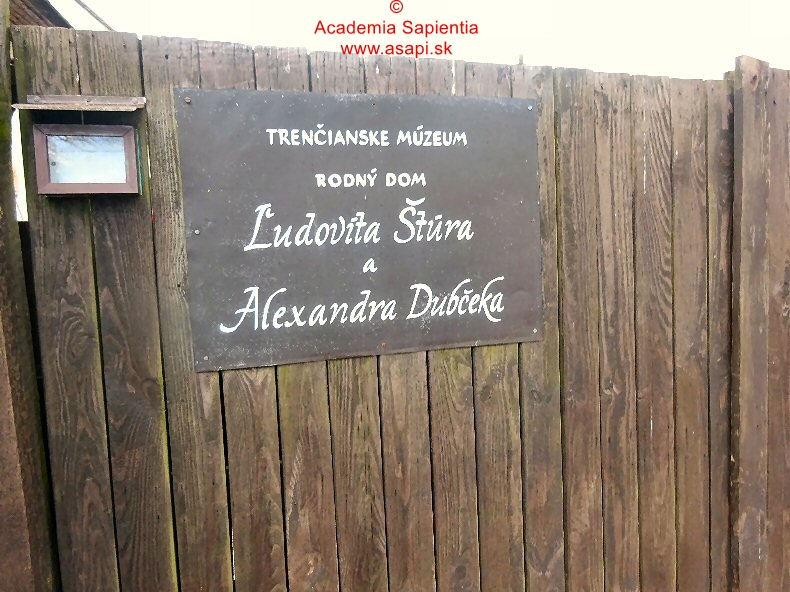 ©
Academia Sapientia
www.asapi.sk
TRENČIANSKE MÚZEUM
RODNÝ DOM
Ľudovíta Štúra
a
Alexandra Dubčeka